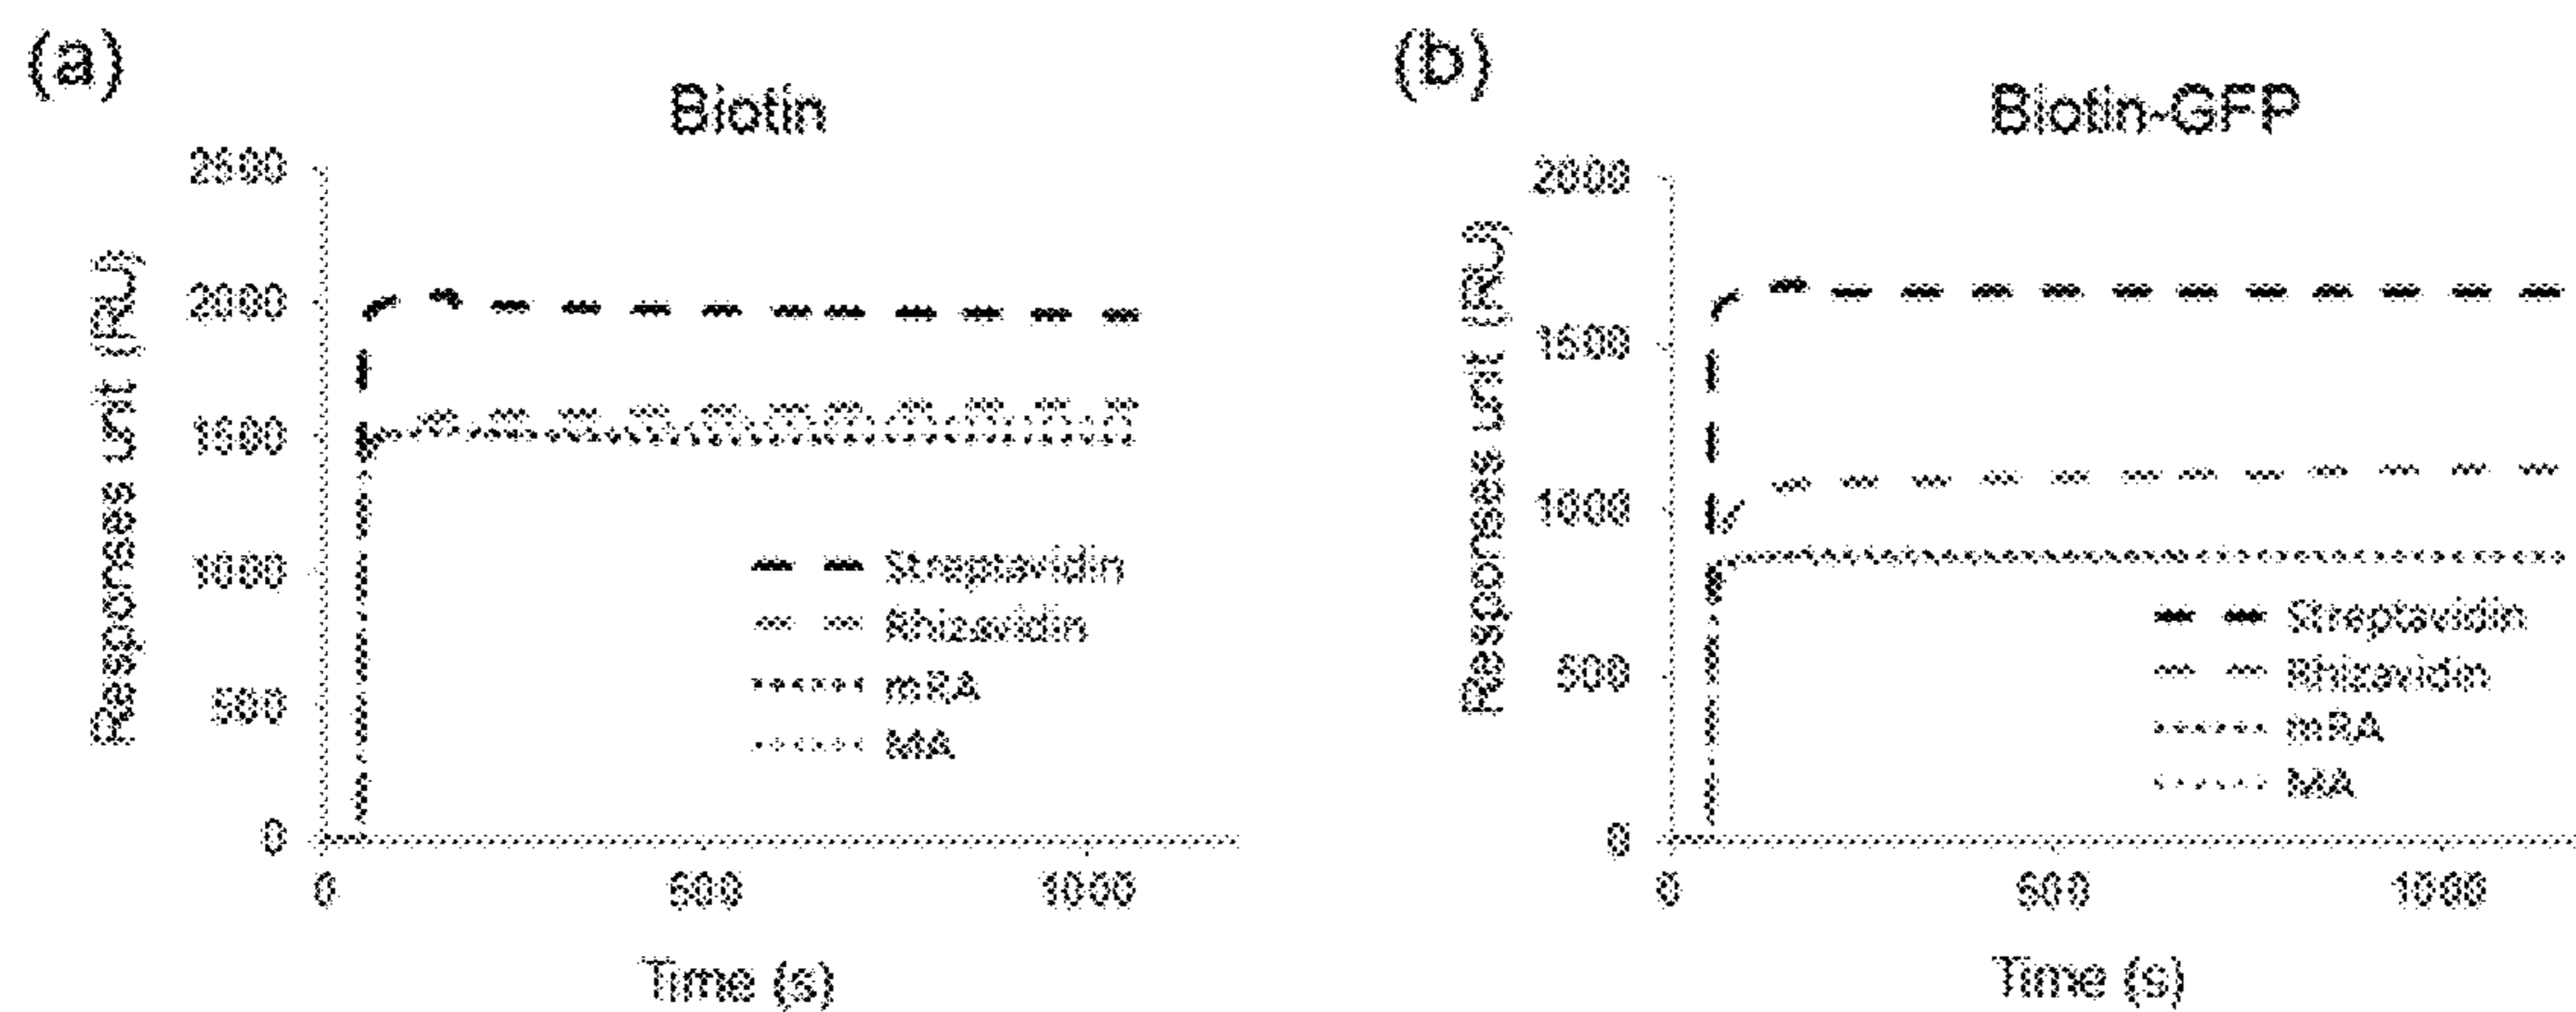 (a)
Biotin
Responses unit (RU)
2500
2000
1500
1000
500
0
0
500
1000
Time (s)
Streptavidin
Rhizavidin
mRA
MA
(b)
Biotin-GFP
Responses unit (RU)
2000
1500
1000
500
0
0
500
1000
Time (s)
Streptavidin
Rhizavidin
mRA
MA